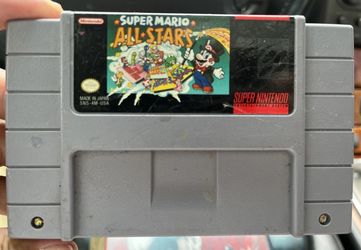 Nintendo
SUPER MARIO
ALL-STARS
MADE IN JAPAN
SNS-4M-USA
SUPER NINTENDO